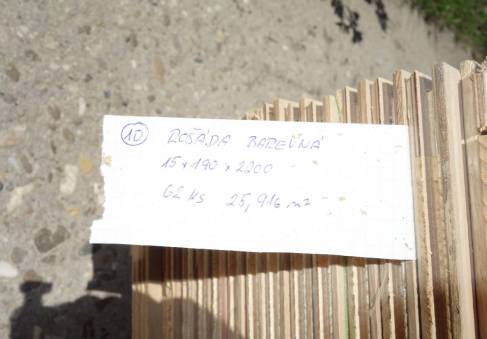 10 ROŠÁDA BAREVNÁ
15 x 190 x 2200
62 ks 25,916 m²